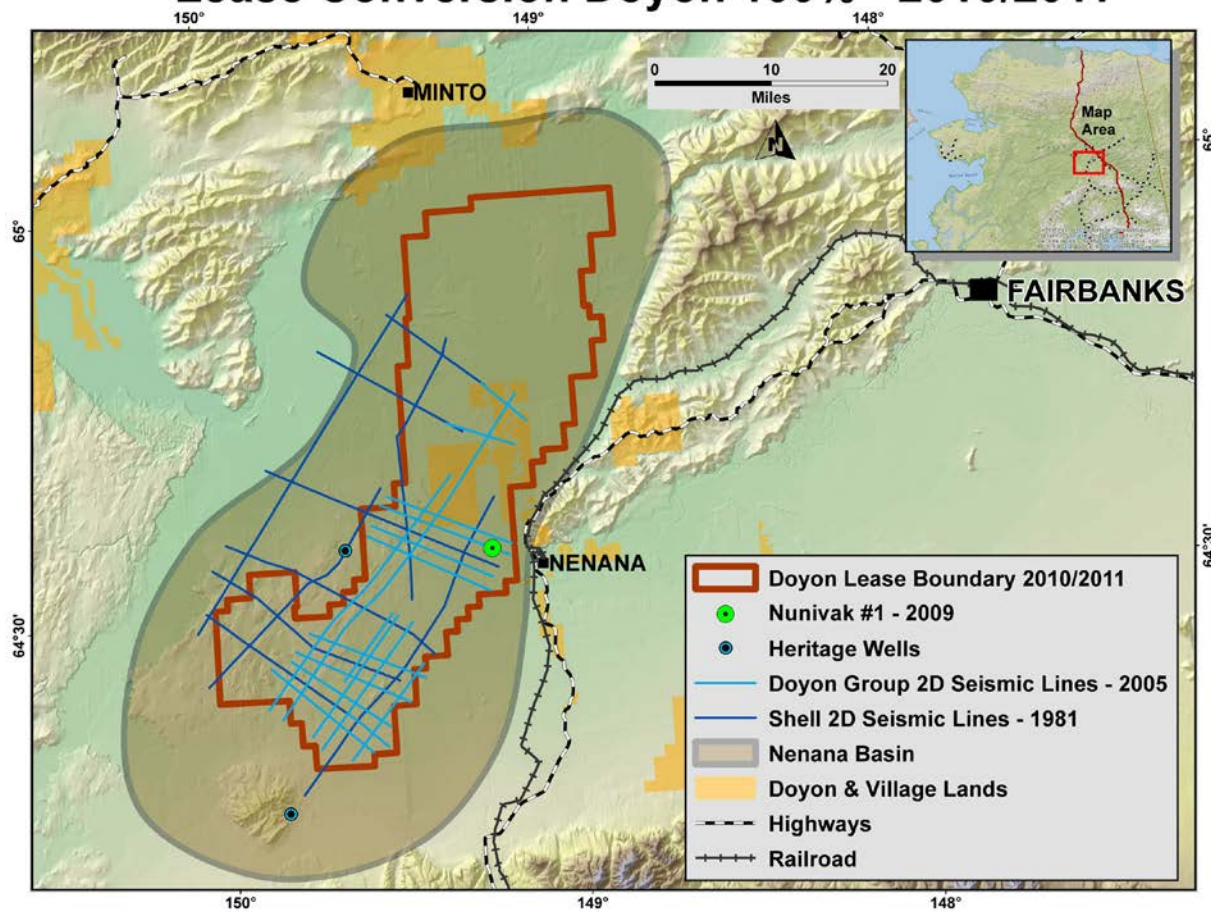 150°
149°
148°
MINTO
0 10 20
Miles
N
Map
Area
65°
65°
FAIRBANKS
NENANA
64°30'
64°30'
Doyon Lease Boundary 2010/2011
Nunivak #1 - 2009
Heritage Wells
Doyon Group 2D Seismic Lines - 2005
Shell 2D Seismic Lines - 1981
Nenana Basin
Doyon & Village Lands
Highways
Railroad
150°
149°
148°